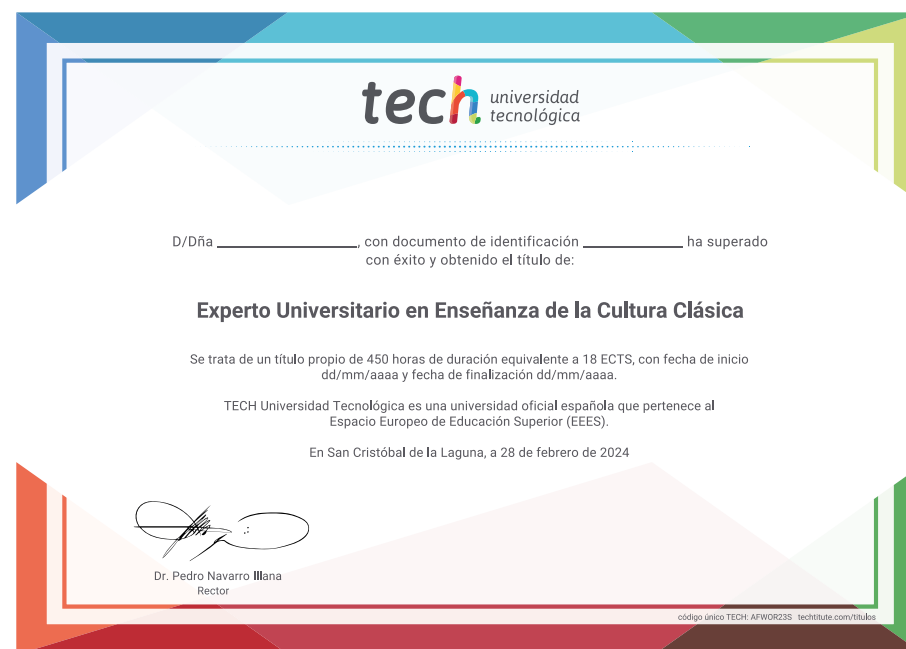 tech universidad
tecnológica
D/Dña ____________, con documento de identificación ____________ ha superado
con éxito y obtenido el título de:
Experto Universitario en Enseñanza de la Cultura Clásica
Se trata de un título propio de 450 horas de duración equivalente a 18 ECTS, con fecha de inicio
dd/mm/aaaa y fecha de finalización dd/mm/aaaa.
TECH Universidad Tecnológica es una universidad oficial española que pertenece al
Espacio Europeo de Educación Superior (EEES).
En San Cristóbal de la Laguna, a 28 de febrero de 2024
Dr. Pedro Navarro Illana
Rector
código único TECH: AFWOR23S techtitute.com/titulos